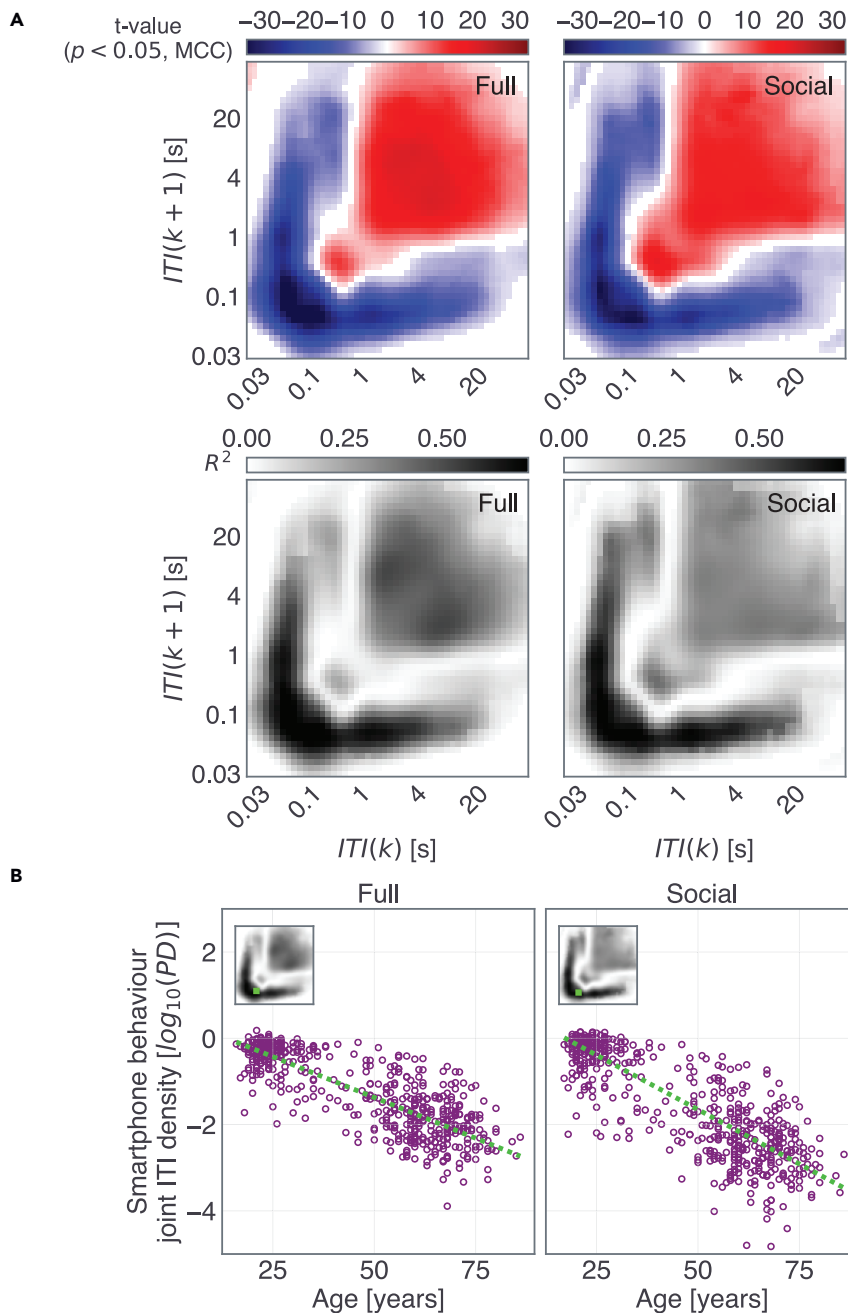 A
t-value
(p < 0.05, MCC)
−30 −20 −10 0 10 20 30
−30 −20 −10 0 10 20 30
Full
Social
ITI(k + 1) [s]
20
4
1
0.1
0.03
0.03 0.1 1 4 20
0.03 0.1 1 4 20
R²
0.00 0.25 0.50
0.00 0.25 0.50
Full
Social
ITI(k + 1) [s]
20
4
1
0.1
0.03
0.03 0.1 1 4 20
0.03 0.1 1 4 20
ITI(k) [s]
ITI(k) [s]
B
Full
Social
Smartphone behaviour
joint ITI density [log₁₀(PD)]
2
0
−2
−4
25 50 75
25 50 75
Age [years]
Age [years]